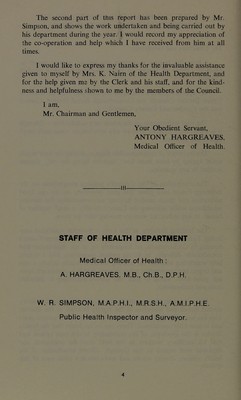 The second part of this report has been prepared by Mr.
Simpson, and shows the work undertaken and being carried out by
his department during the year. I would record my appreciation of
the co-operation and help which I have received from him at all
times.
I would like to express my thanks for the invaluable assistance
given to myself by Mrs. K. Nairn of the Health Department, and
for the help given me by the Clerk and his staff, and for the kind-
ness and helpfulness shown to me by the members of the Council.
I am,
Mr. Chairman and Gentlemen,
Your Obedient Servant,
ANTONY HARGREAVES,
Medical Officer of Health.
STAFF OF HEALTH DEPARTMENT
Medical Officer of Health :
A. HARGREAVES, M.B., Ch.B., D.P.H.
W. R. SIMPSON, M.A.P.H.I., M.R.S.H., A.M.I.P.H.E.
Public Health Inspector and Surveyor.
4